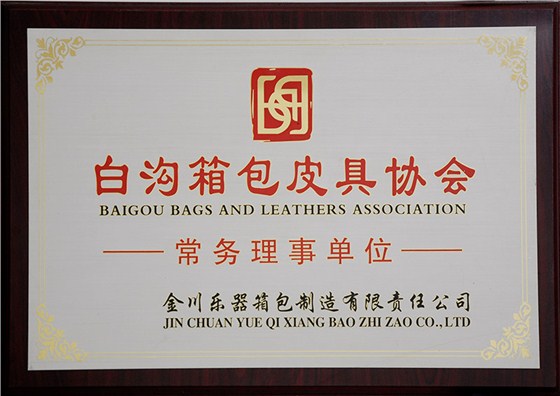 白沟箱包皮具协会
BAIGOU BAGS AND LEATHERS ASSOCIATION
常务理事单位
金川乐器箱包制造有限责任公司
JIN CHUAN YUE QI XIANG BAO ZHI ZAO CO., LTD